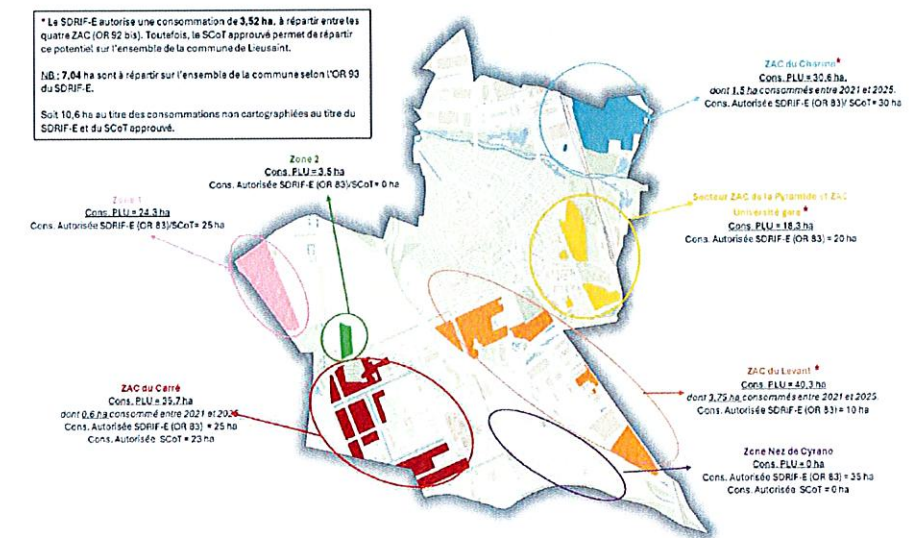 * Le SDRIF-E autorise une consommation de 3,52 ha, à répartir entre les
quatre ZAC (OR 92 bis). Toutefois, le SCoT approuvé permet de répartir
ce potentiel sur l'ensemble de la commune de Lieusaint.
NB : 7,04 ha sont à répartir sur l'ensemble de la commune selon l'OR 93
du SDRIF-E.
Soit 10,6 ha au titre des consommations non cartographiées au titre du
SDRIF-E et du SCoT approuvé.
ZAC du Charme *
Cons. PLU = 30,6 ha,
dont 1,5 ha consommés entre 2021 et 2025.
Cons. Autorisée SDRIF-E (OR 83)/ SCoT= 30 ha
Zone 2
Cons. PLU = 3,5 ha
Cons. Autorisée SDRIF-E (OR 83)/SCoT= 0 ha
Zone 1
Cons. PLU = 24,3 ha
Cons. Autorisée SDRIF-E (OR 83)/SCoT= 25 ha
Secteur ZAC de la Pyramide et ZAC
Université gare *
Cons. PLU = 18,3 ha
Cons. Autorisée SDRIF-E (OR 83) = 20 ha
ZAC du Carré
Cons. PLU = 35,7 ha
dont 0,6 ha consommé entre 2021 et
Cons. Autorisée SDRIF-E (OR 83) = 25 ha
Cons. Autorisée SCoT = 23 ha
ZAC du Levant *
Cons. PLU = 40,3 ha
dont 3,75 ha consommés entre 2021 et 2025.
Cons. Autorisée SDRIF-E (OR 83) = 10 ha
Zone Nez de Cyrano
Cons. PLU = 0 ha
Cons. Autorisée SDRIF-E (OR 83) = 35 ha
Cons. Autorisée SCoT = 0 ha